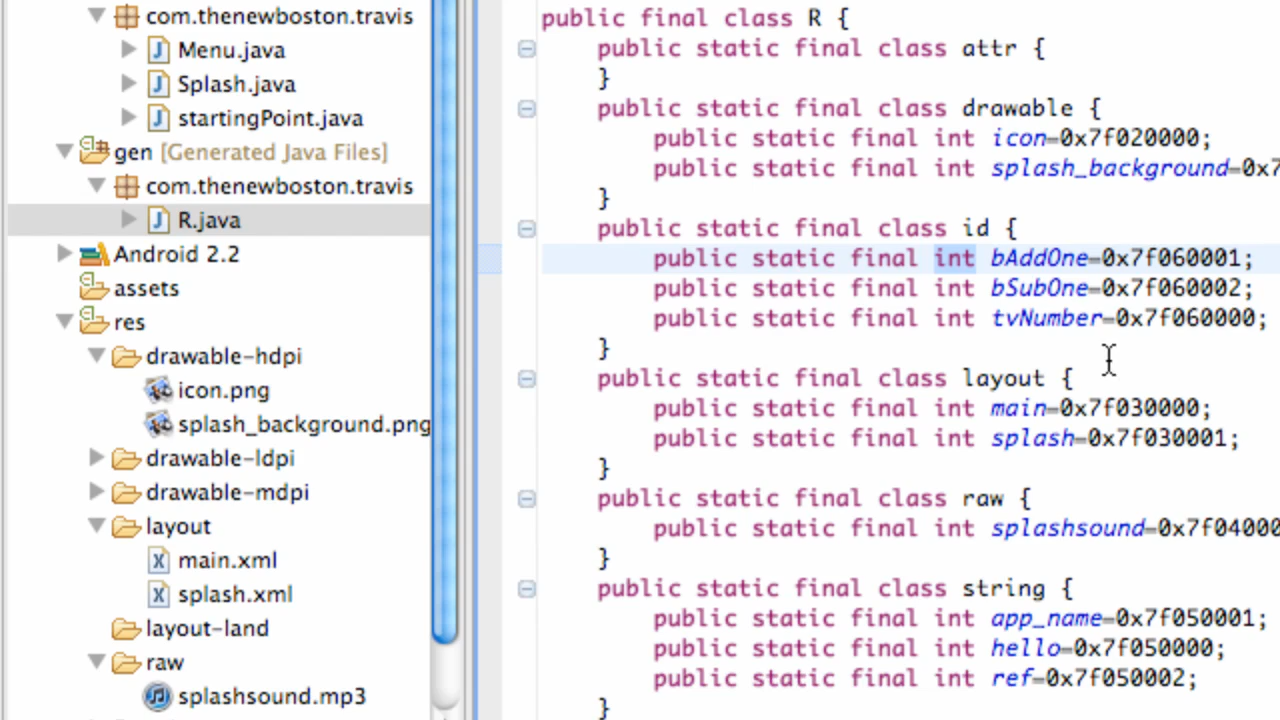 com.thenewboston.travis
Menu.java
Splash.java
startingPoint.java
gen [Generated Java Files]
com.thenewboston.travis
R.java
Android 2.2
assets
res
drawable-hdpi
icon.png
splash_background.png
drawable-ldpi
drawable-mdpi
layout
main.xml
splash.xml
layout-land
raw
splashsound.mp3
public final class R {
public static final class attr {
}
public static final class drawable {
public static final int icon=0x7f020000;
public static final int splash_background=0x7
}
public static final class id {
public static final int bAddOne=0x7f060001;
public static final int bSubOne=0x7f060002;
public static final int tvNumber=0x7f060000;
}
public static final class layout {
public static final int main=0x7f030000;
public static final int splash=0x7f030001;
}
public static final class raw {
public static final int splashsound=0x7f04000
}
public static final class string {
public static final int app_name=0x7f050001;
public static final int hello=0x7f050000;
public static final int ref=0x7f050002;
}